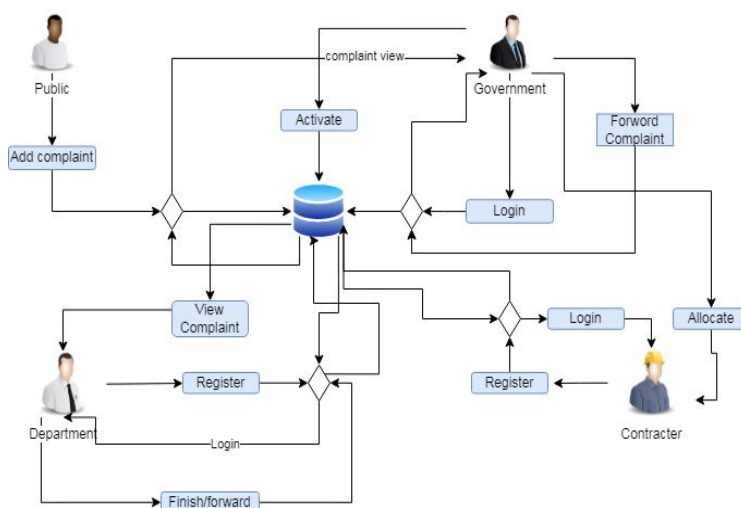 complaint view
Public
Government
Activate
Forword
Complaint
Add complaint
Login
View
Complaint
Login
Allocate
Register
Register
Department
Login
Contracter
Finish/forward